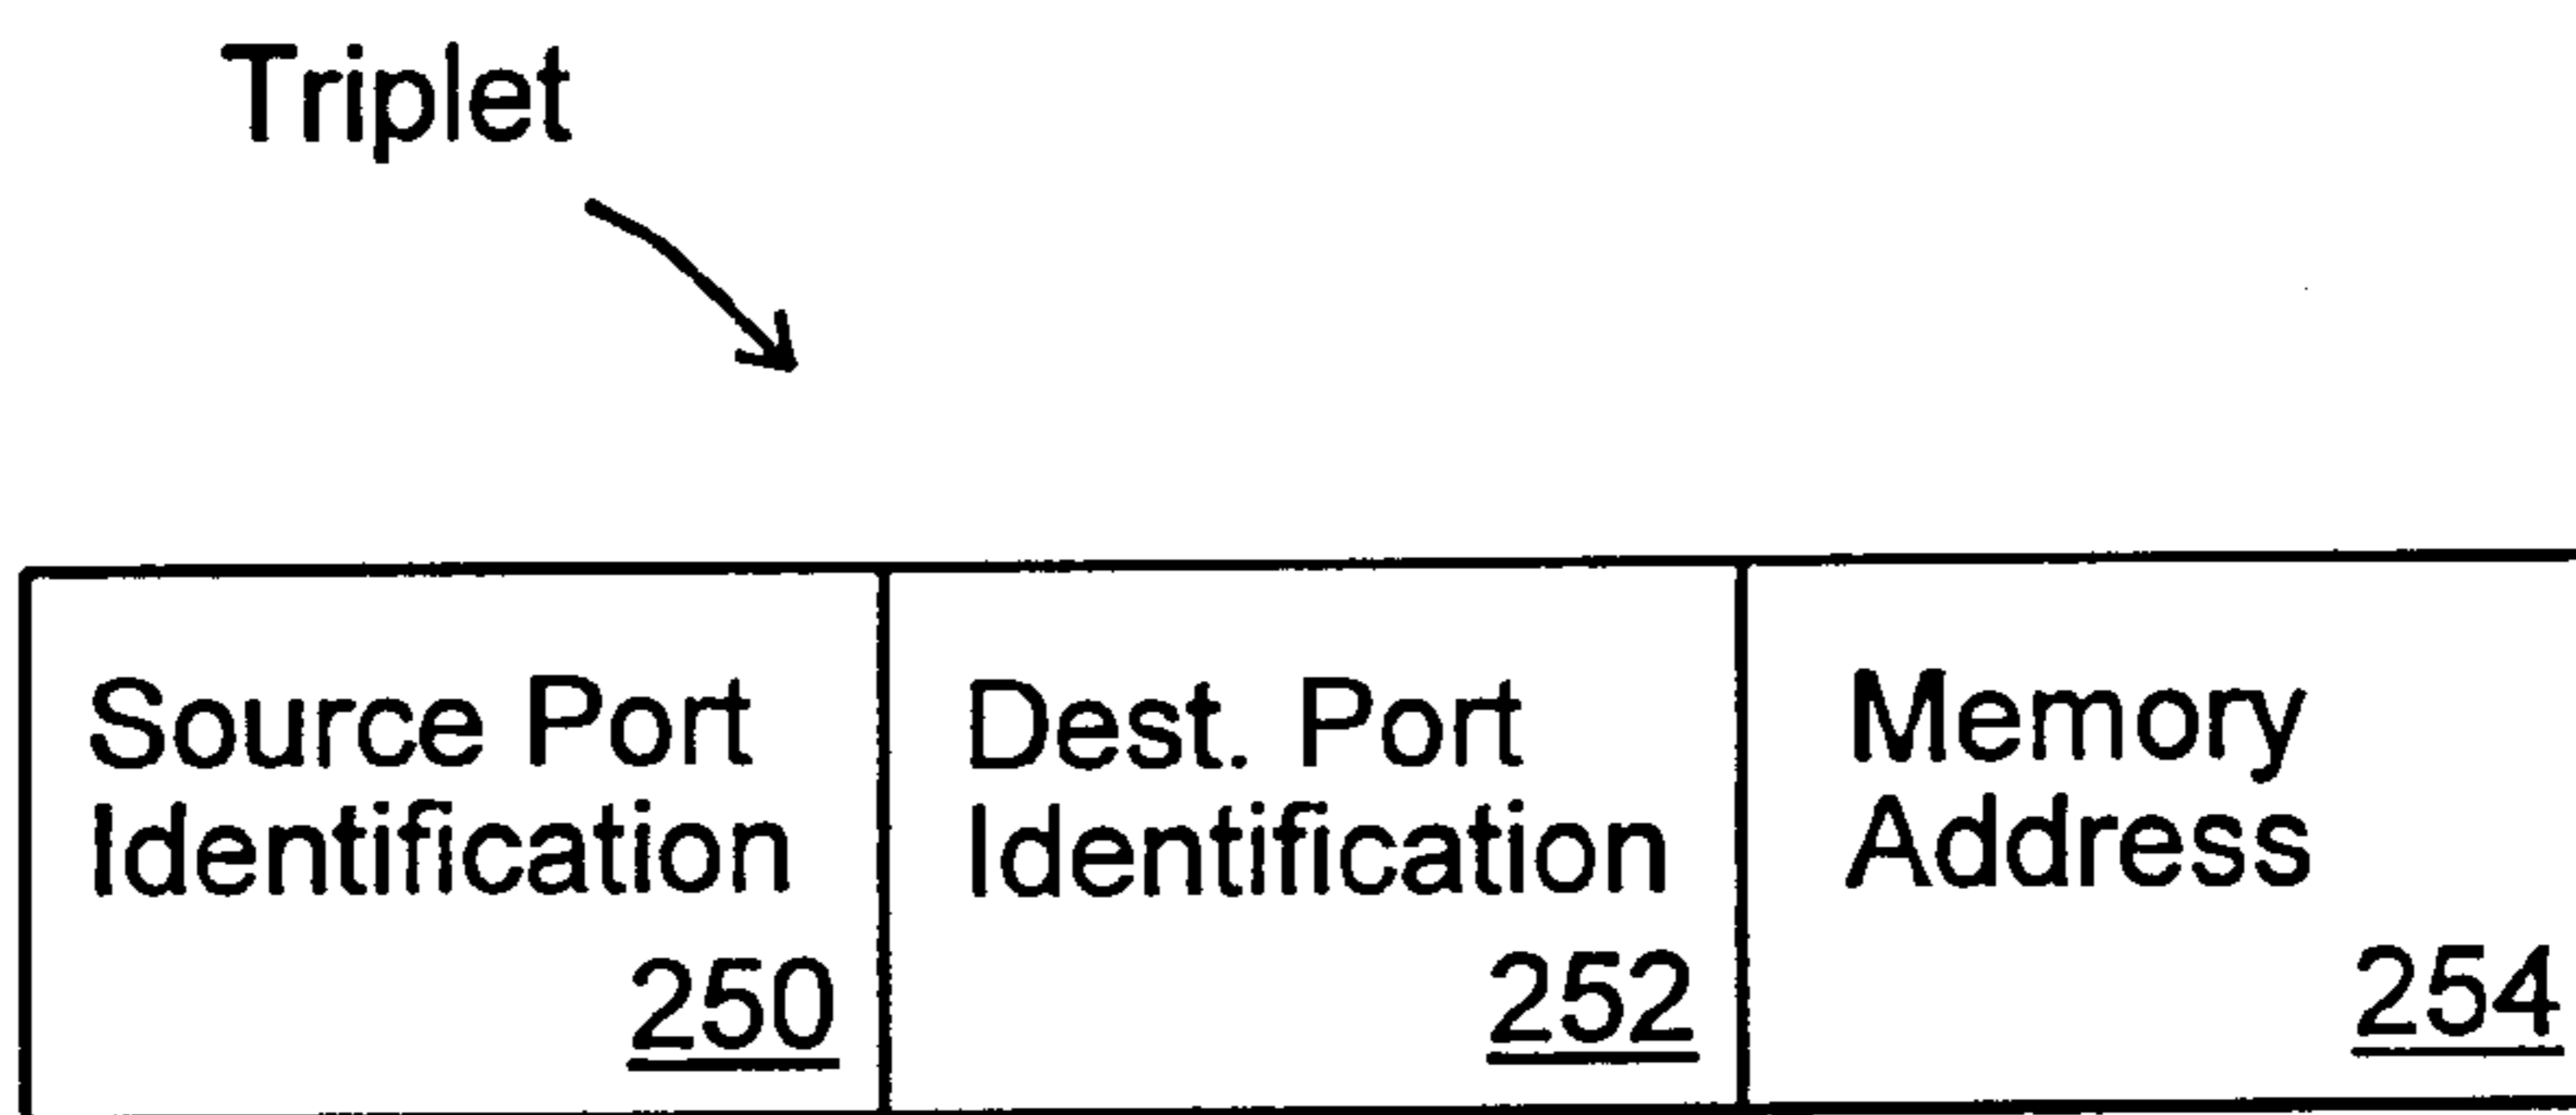 Triplet
Source Port
Identification
250
Dest. Port
Identification
252
Memory
Address
254